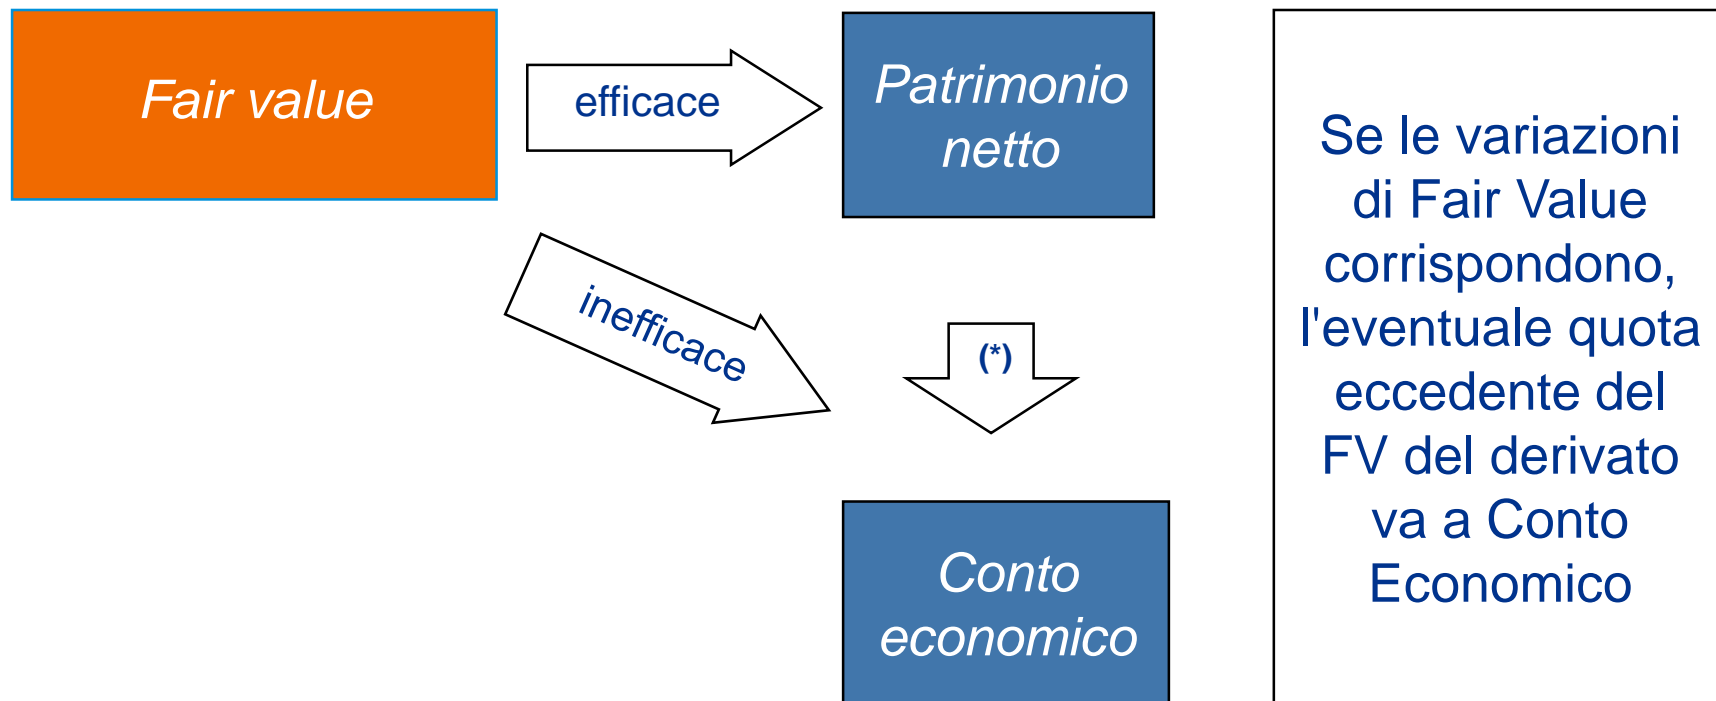 Fair value
efficace
Patrimonio
netto
inefficace
(*)
Conto
economico
Se le variazioni
di Fair Value
corrispondono,
l'eventuale quota
eccedente del
FV del derivato
va a Conto
Economico